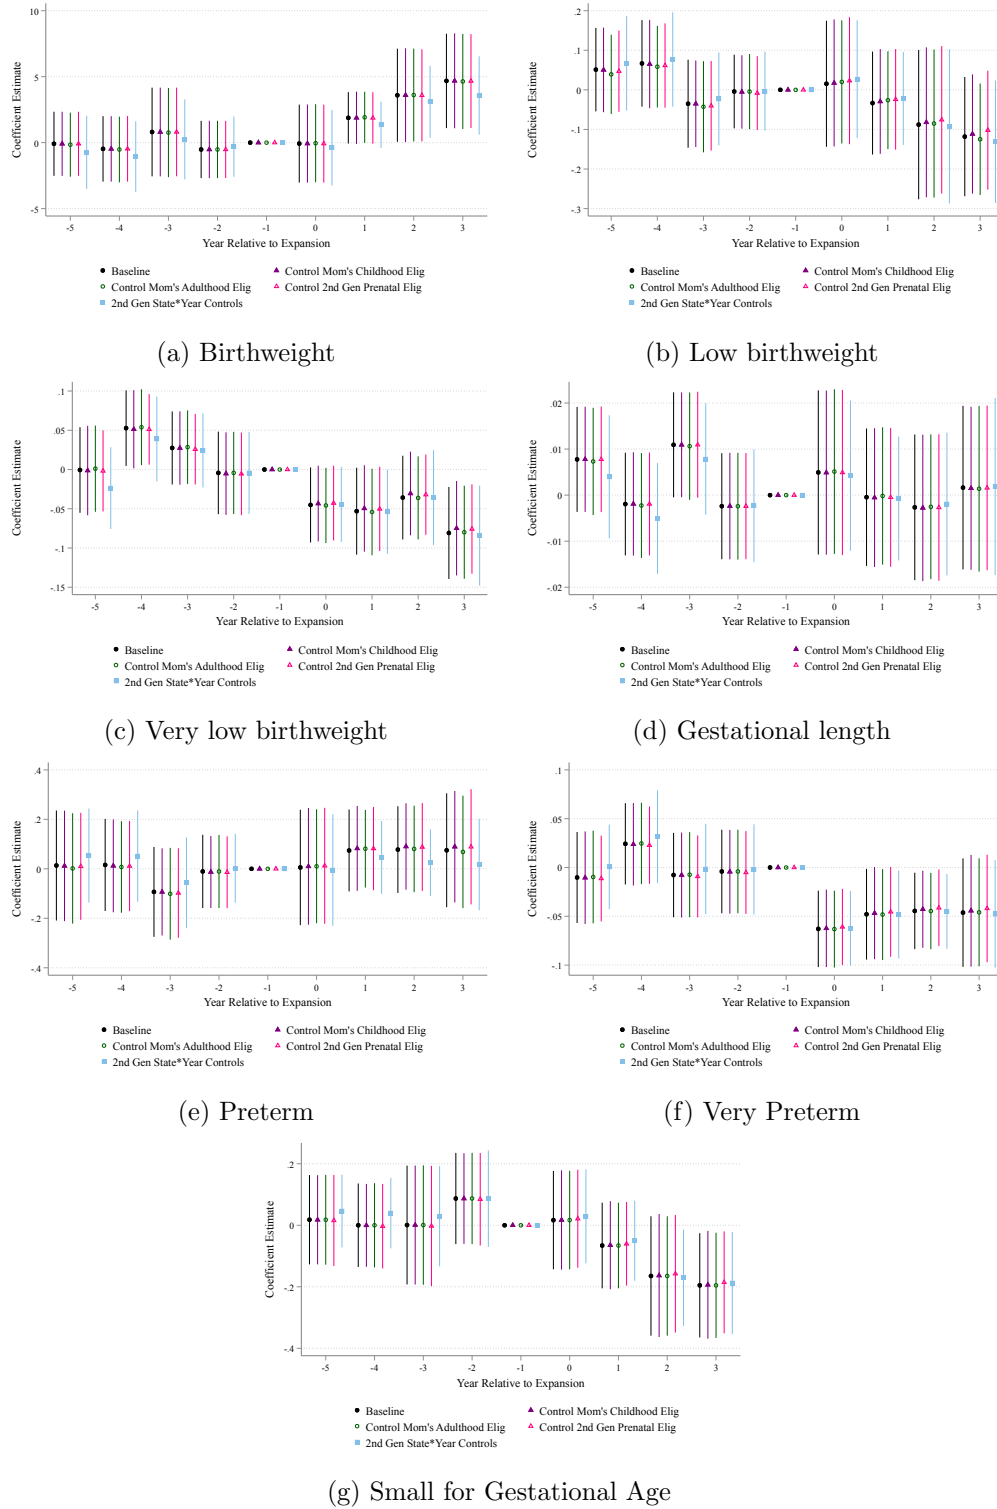 10
5
0
-5
Coefficient Estimate
-5 -4 -3 -2 -1 0 1 2 3
Year Relative to Expansion
Baseline
Control Mom's Childhood Elig
Control Mom's Adulthood Elig
Control 2nd Gen Prenatal Elig
2nd Gen State*Year Controls
(a) Birthweight
.2
.1
0
-.1
-.2
-.3
Coefficient Estimate
-5 -4 -3 -2 -1 0 1 2 3
Year Relative to Expansion
Baseline
Control Mom's Childhood Elig
Control Mom's Adulthood Elig
Control 2nd Gen Prenatal Elig
2nd Gen State*Year Controls
(b) Low birthweight
.1
.05
0
-.05
-.1
-.15
Coefficient Estimate
-5 -4 -3 -2 -1 0 1 2 3
Year Relative to Expansion
Baseline
Control Mom's Childhood Elig
Control Mom's Adulthood Elig
Control 2nd Gen Prenatal Elig
2nd Gen State*Year Controls
(c) Very low birthweight
.02
.01
0
-.01
-.02
Coefficient Estimate
-5 -4 -3 -2 -1 0 1 2 3
Year Relative to Expansion
Baseline
Control Mom's Childhood Elig
Control Mom's Adulthood Elig
Control 2nd Gen Prenatal Elig
2nd Gen State*Year Controls
(d) Gestational length
.4
.2
0
-.2
-.4
Coefficient Estimate
-5 -4 -3 -2 -1 0 1 2 3
Year Relative to Expansion
Baseline
Control Mom's Childhood Elig
Control Mom's Adulthood Elig
Control 2nd Gen Prenatal Elig
2nd Gen State*Year Controls
(e) Preterm
.1
.05
0
-.05
-.1
Coefficient Estimate
-5 -4 -3 -2 -1 0 1 2 3
Year Relative to Expansion
Baseline
Control Mom's Childhood Elig
Control Mom's Adulthood Elig
Control 2nd Gen Prenatal Elig
2nd Gen State*Year Controls
(f) Very Preterm
.2
0
-.2
-.4
Coefficient Estimate
-5 -4 -3 -2 -1 0 1 2 3
Year Relative to Expansion
Baseline
Control Mom's Childhood Elig
Control Mom's Adulthood Elig
Control 2nd Gen Prenatal Elig
2nd Gen State*Year Controls
(g) Small for Gestational Age